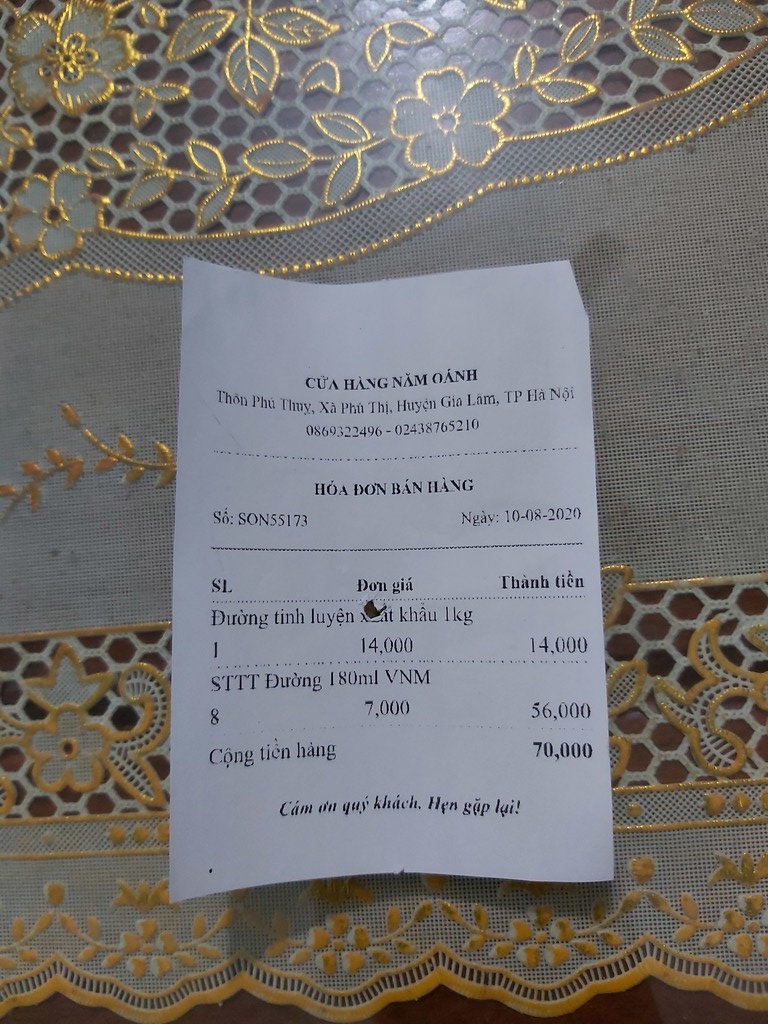 CỬA HÀNG NĂM OÁNH
Thôn Phú Thuỵ, Xã Phú Thị, Huyện Gia Lâm, TP Hà Nội
0869322496 - 02438765210
HÓA ĐƠN BÁN HÀNG
Số: SON55173 Ngày: 10-08-2020
SL Đơn giá Thành tiền
Đường tinh luyện xuất khẩu 1kg
1 14,000 14,000
STTT Đường 180ml VNM
8 7,000 56,000
Cộng tiền hàng 70,000
Cám ơn quý khách. Hẹn gặp lại!